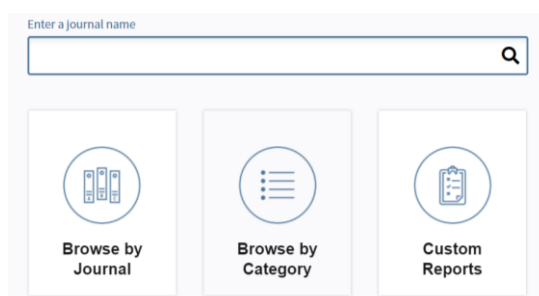 Enter a journal name
Browse by
Journal
Browse by
Category
Custom
Reports